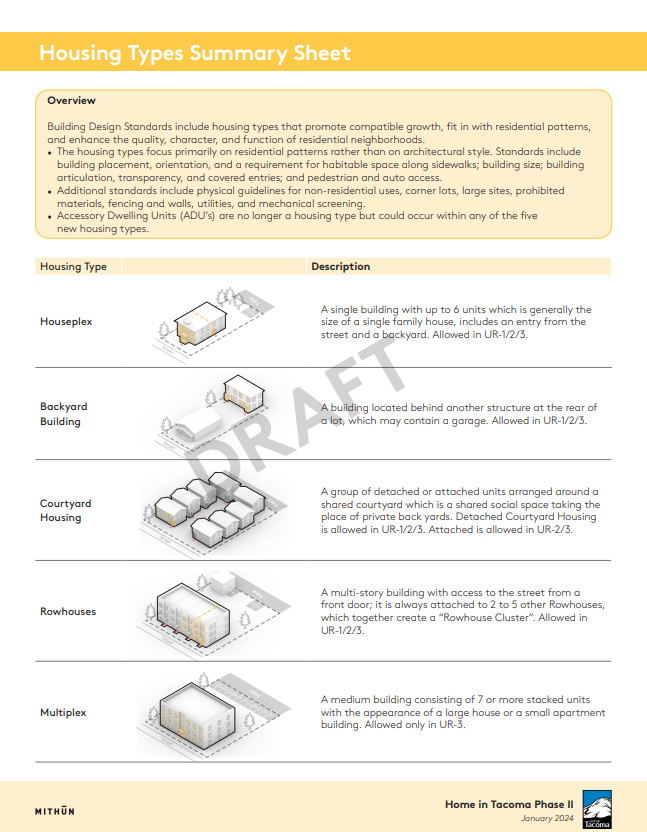 Housing Types Summary Sheet
Overview
Building Design Standards include housing types that promote compatible growth, fit in with residential patterns,
and enhance the quality, character, and function of residential neighborhoods.
• The housing types focus primarily on residential patterns rather than on architectural style. Standards include
building placement, orientation, and a requirement for habitable space along sidewalks; building size; building
articulation, transparency, and covered entries; and pedestrian and auto access.
• Additional standards include physical guidelines for non-residential uses, corner lots, large sites, prohibited
materials, fencing and walls, utilities, and mechanical screening.
• Accessory Dwelling Units (ADU's) are no longer a housing type but could occur within any of the five
new housing types.
Housing Type
Description
Houseplex
A single building with up to 6 units which is generally the
size of a single family house, includes an entry from the
street and a backyard. Allowed in UR-1/2/3.
Backyard
Building
A building located behind another structure at the rear of
a lot, which may contain a garage. Allowed in UR-1/2/3.
Courtyard
Housing
A group of detached or attached units arranged around a
shared courtyard which is a shared social space taking the
place of private back yards. Detached Courtyard Housing
is allowed in UR-1/2/3. Attached is allowed in UR-2/3.
Rowhouses
A multi-story building with access to the street from a
front door; it is always attached to 2 to 5 other Rowhouses,
which together create a “Rowhouse Cluster”. Allowed in
UR-1/2/3.
Multiplex
A medium building consisting of 7 or more stacked units
with the appearance of a large house or a small apartment
building. Allowed only in UR-3.
DRAFT
MITHŪN
Home in Tacoma Phase II
January 2024
Tacoma